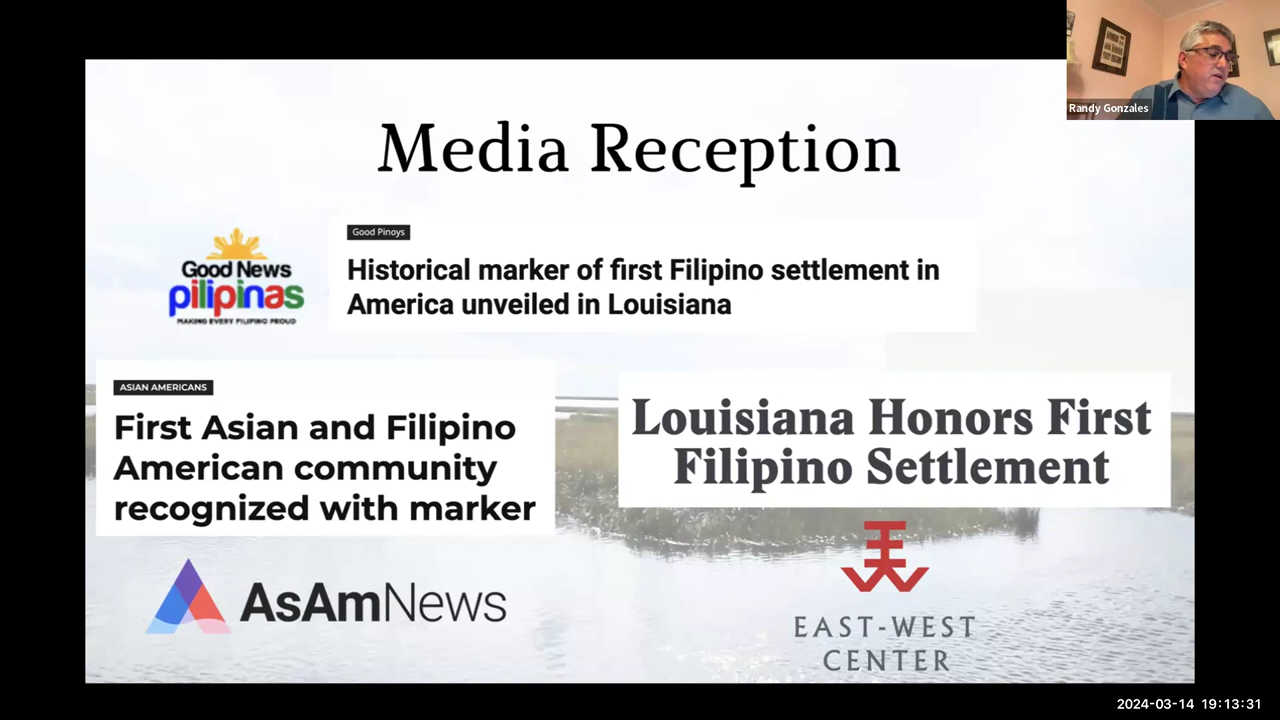 Randy Gonzales
Media Reception
Good News
pilipinas
MAKING EVERY FILIPINO PROUD
Good Pinoys
Historical marker of first Filipino settlement in
America unveiled in Louisiana
ASIAN AMERICANS
First Asian and Filipino
American community
recognized with marker
AsAmNews
Louisiana Honors First
Filipino Settlement
EAST-WEST
CENTER
2024-03-14 19:13:31